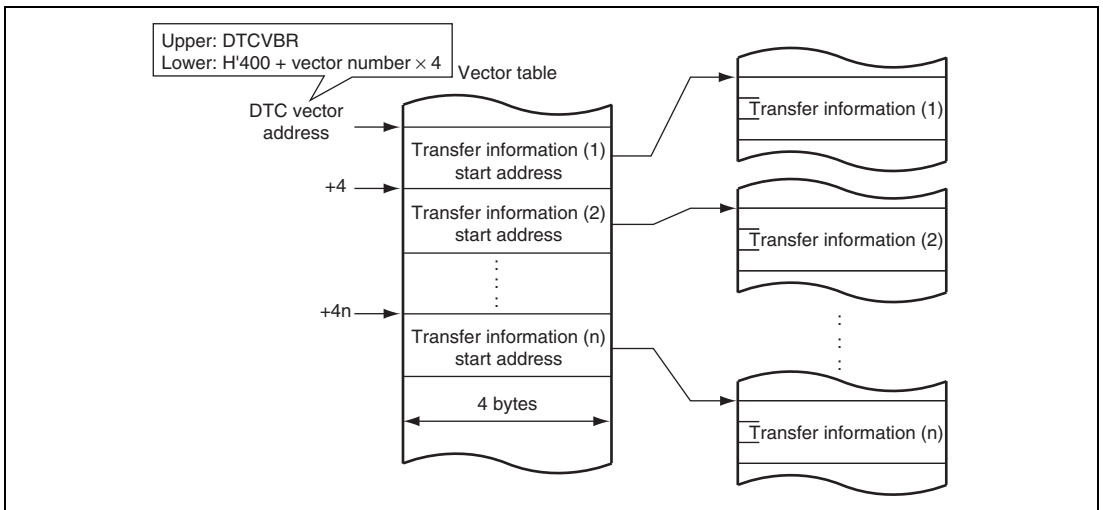 Upper: DTCVBR
Lower: H'400 + vector number × 4
Vector table
DTC vector
address
Transfer information (1)
start address
+4
Transfer information (2)
start address
+4n
Transfer information (n)
start address
4 bytes
Transfer information (1)
Transfer information (2)
Transfer information (n)